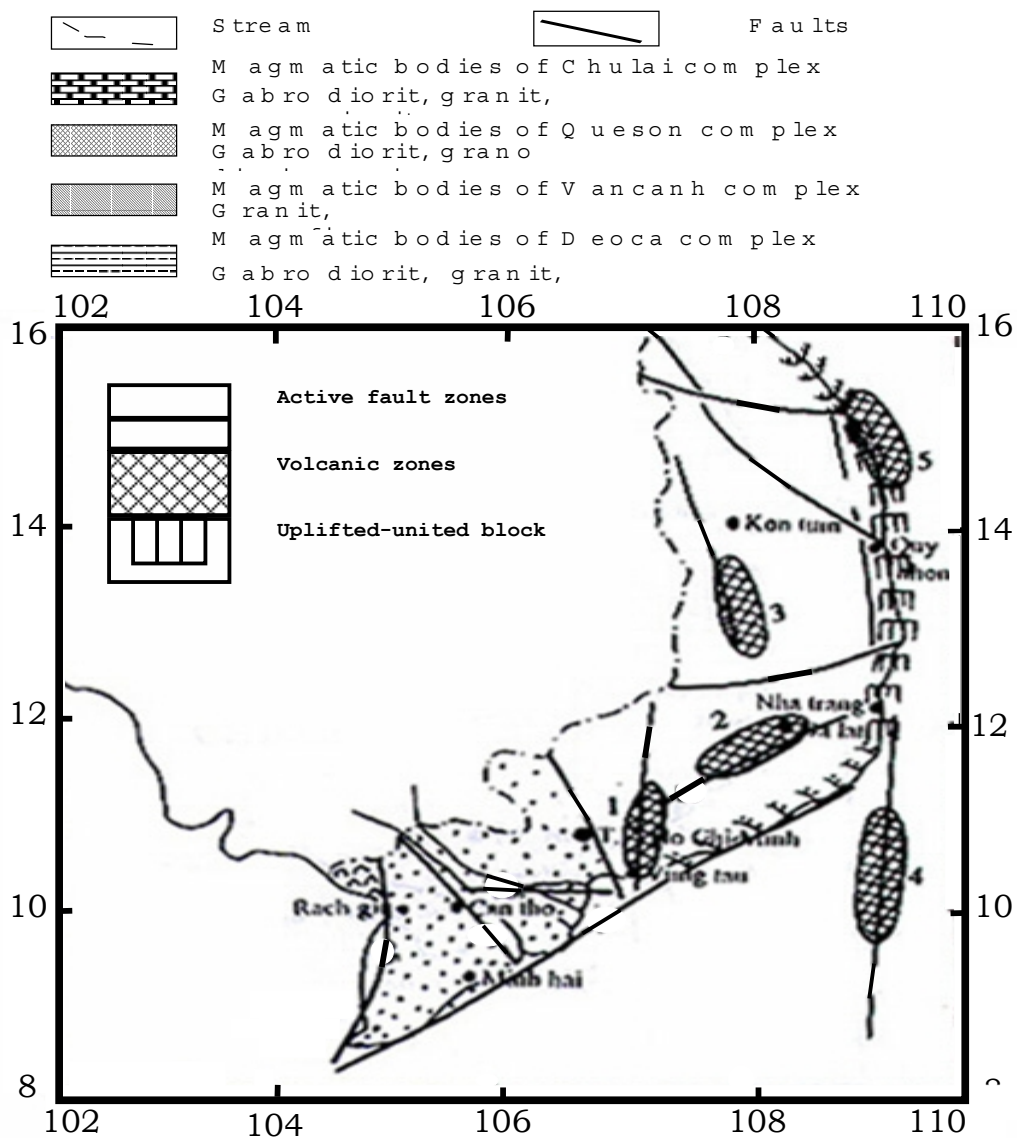 Stream
Faults
Magmatic bodies of Chulai complex
Gabro diorit, granit,
Magmatic bodies of Queson complex
Gabro diorit, grano
Magmatic bodies of Vancanh complex
Granit,
Magmatic bodies of Deoca complex
Gabro diorit, granit,
102 104 106 108 110
16 16
Active fault zones
Volcanic zones
Uplifted-united block
5
14 Kon tum 14
Quy
nhon
3
Nha trang
12 2 12
1
T. Ho Chi Minh
Vung tau
4
10 Rach gia Can tho 10
Minh hai
8
102 104 106 108 110